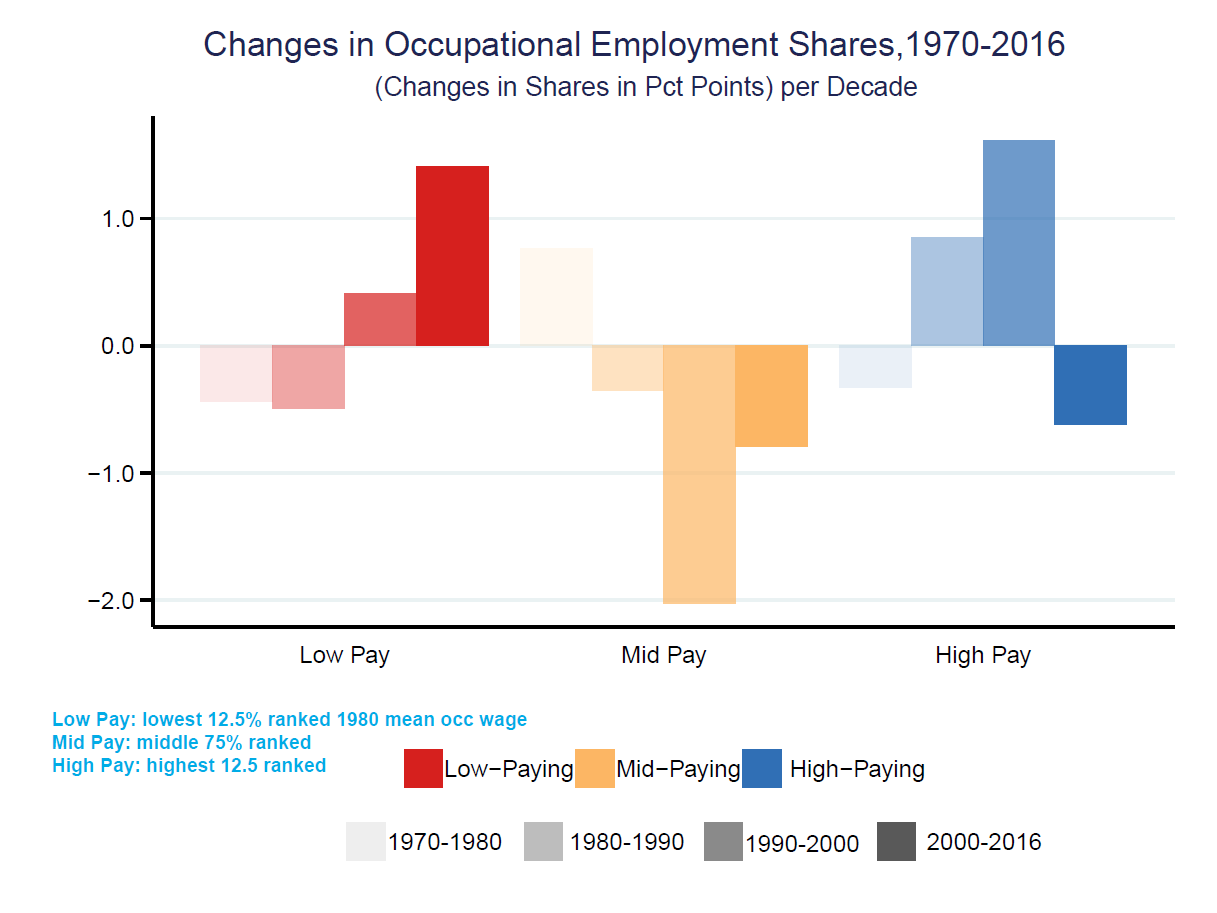 Changes in Occupational Employment Shares,1970-2016
(Changes in Shares in Pct Points) per Decade
1.0
0.0
−1.0
−2.0
Low Pay Mid Pay High Pay
Low Pay: lowest 12.5% ranked 1980 mean occ wage
Mid Pay: middle 75% ranked
High Pay: highest 12.5 ranked
Low−Paying Mid−Paying High−Paying
1970-1980 1980-1990 1990-2000 2000-2016